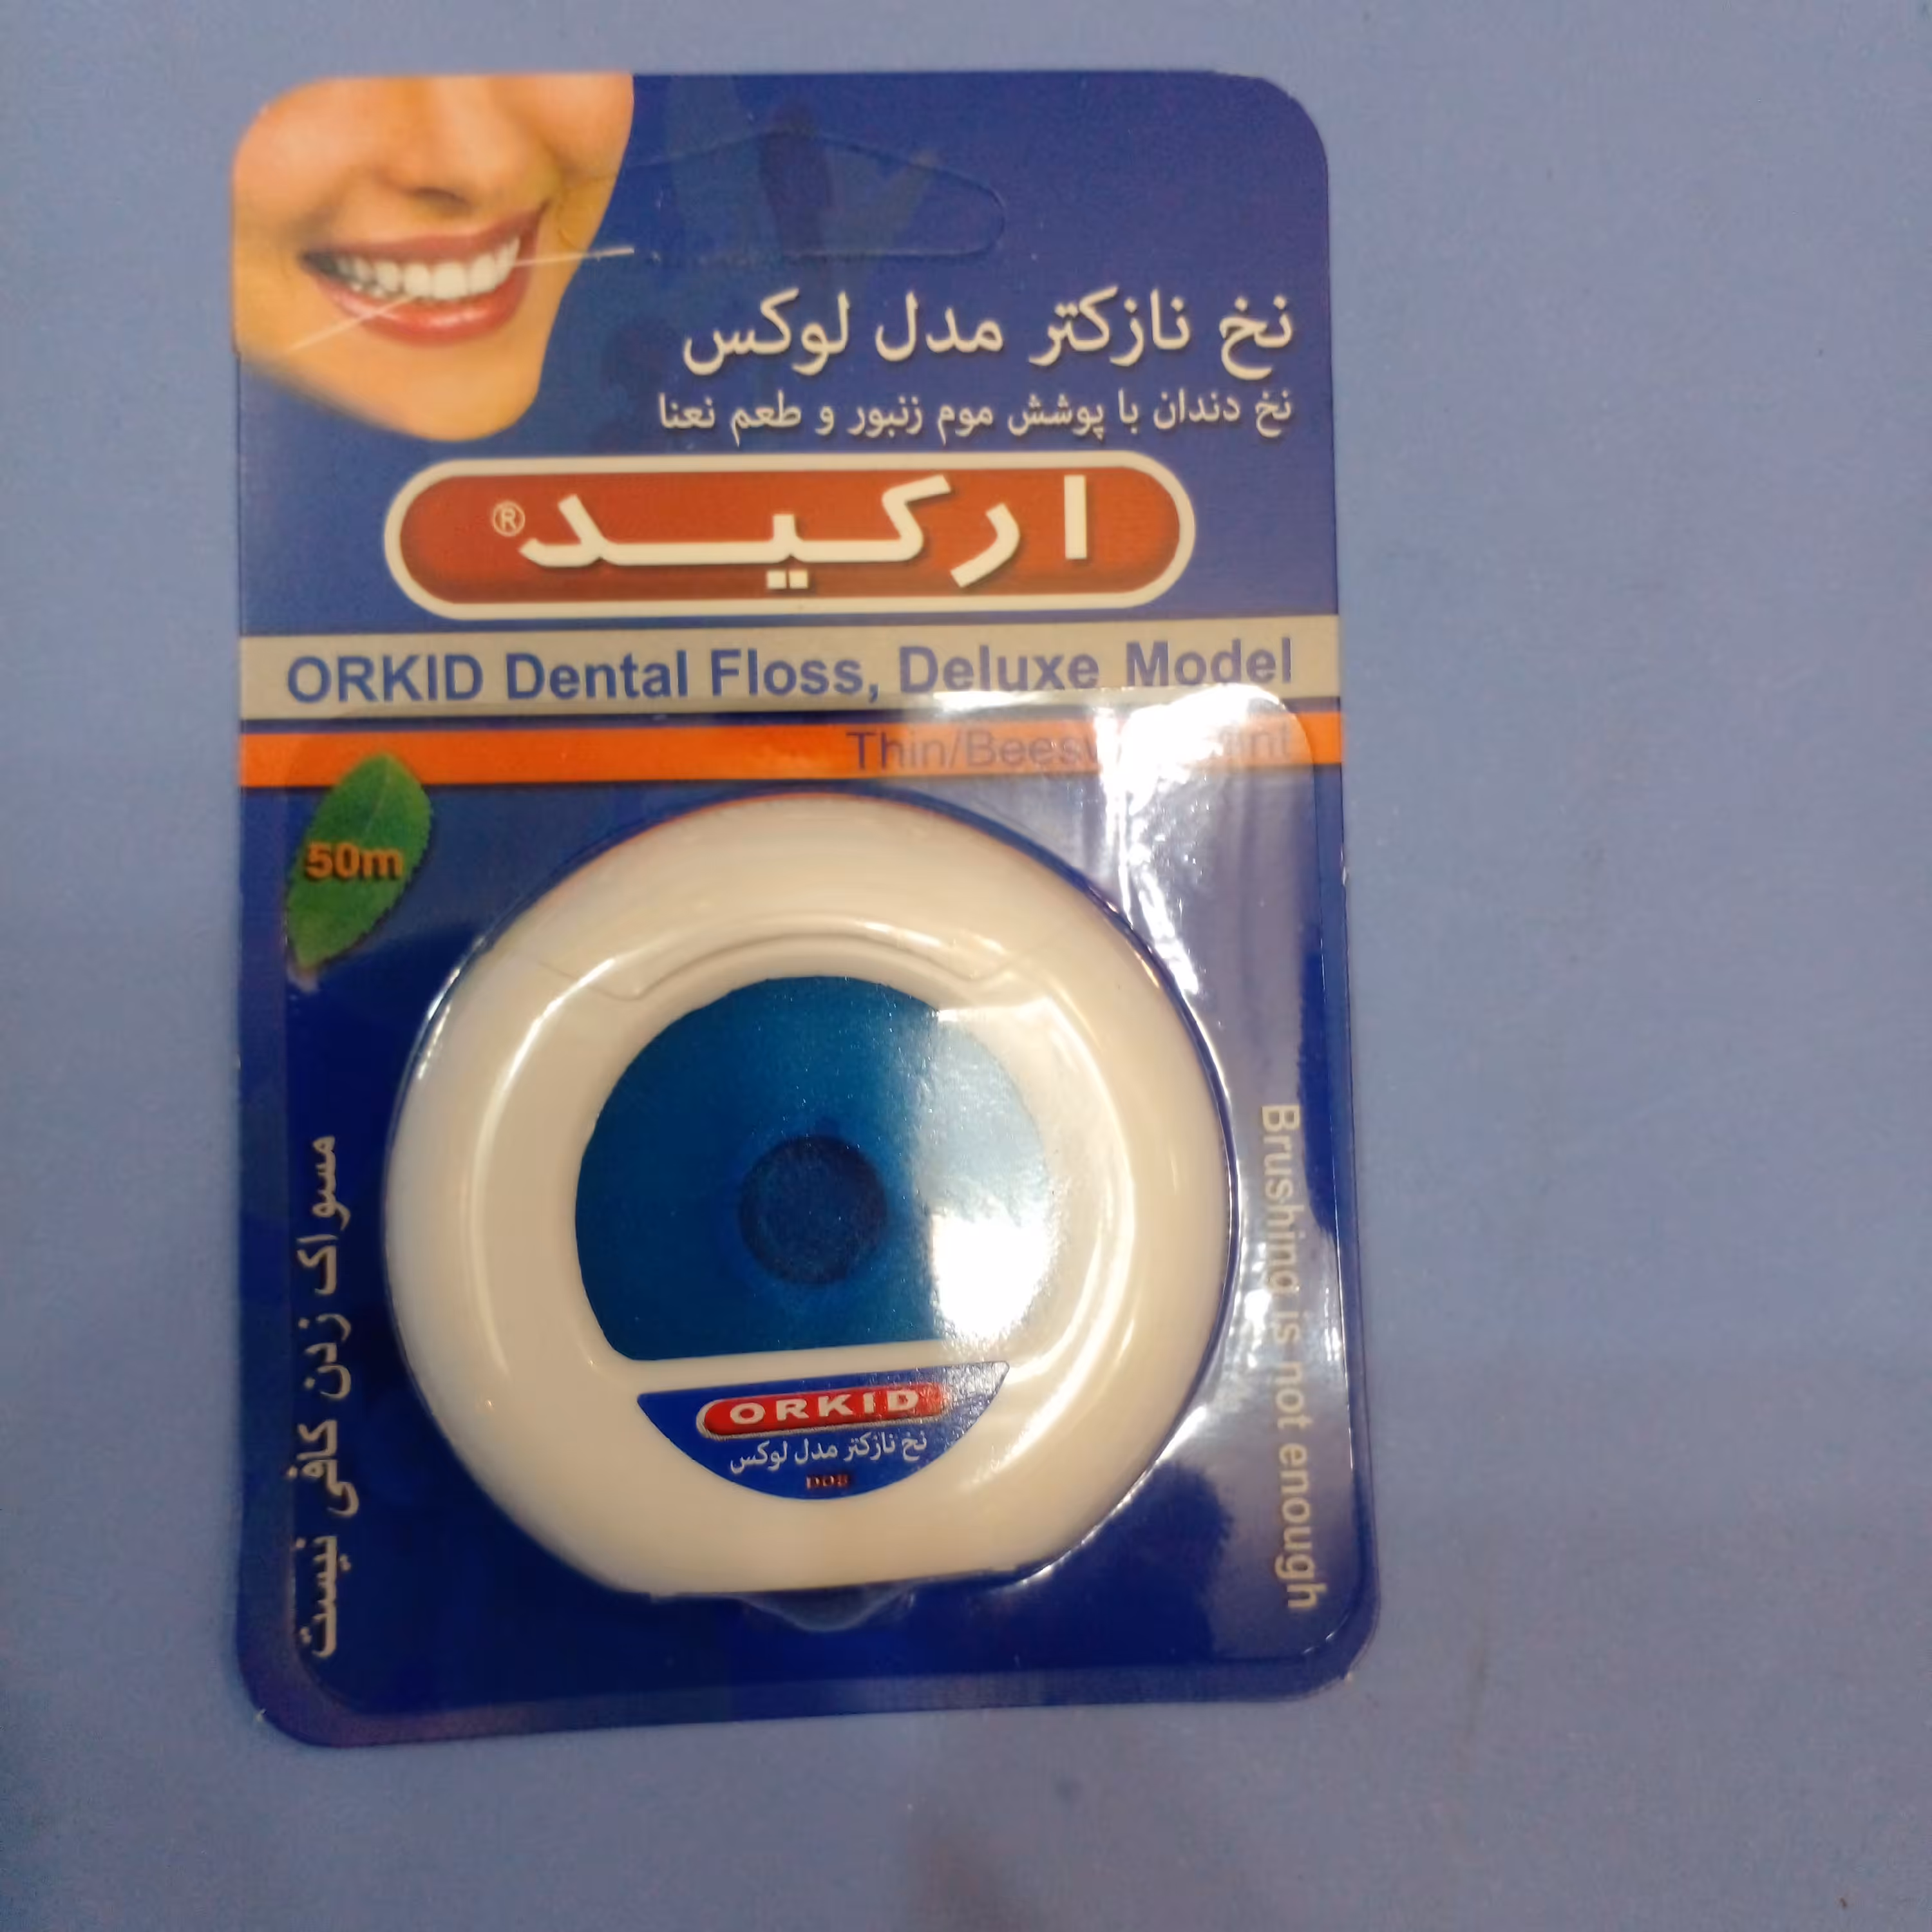 نخ نازکتر مدل لوکس
نخ دندان با پوشش موم زنبور و طعم نعنا
ارکید®
ORKID Dental Floss, Deluxe Model
50m
مسواک زدن کافی نیست
Brushing is not enough
ORKID
نخ نازکتر مدل لوکس